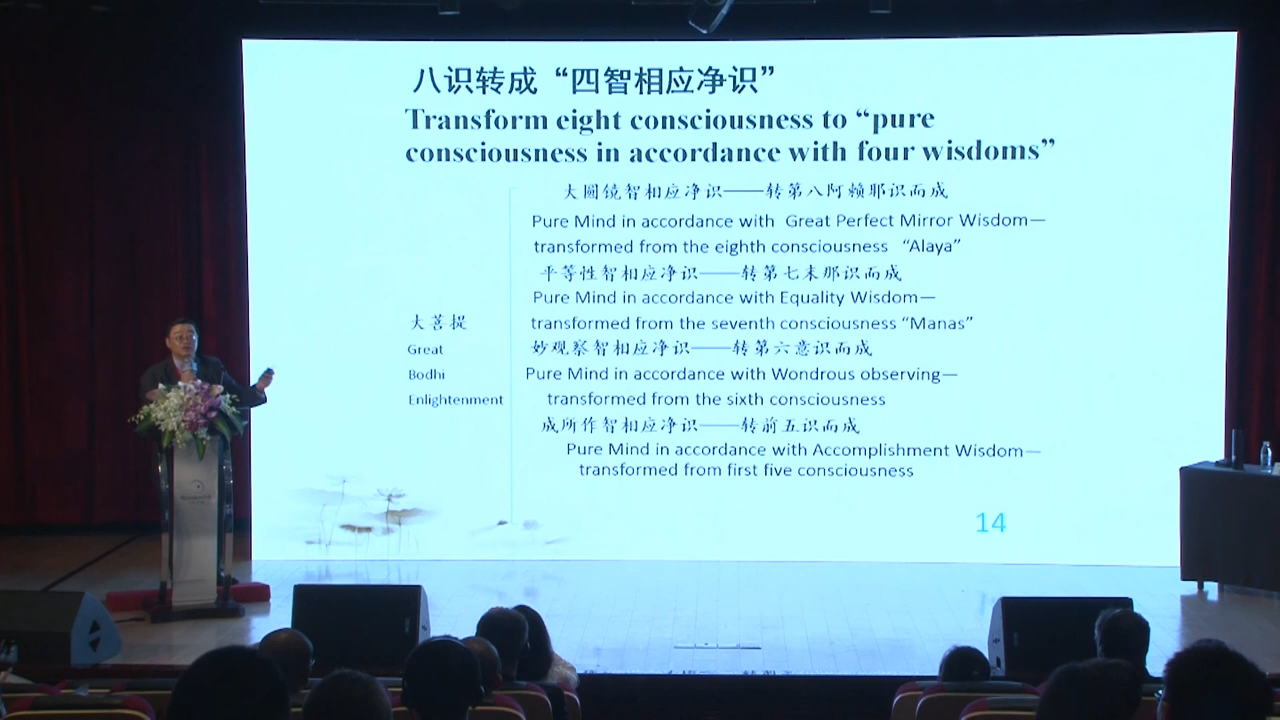 八识转成“四智相应净识”
Transform eight consciousness to “pure
consciousness in accordance with four wisdoms”
大圆镜智相应净识——转第八阿赖耶识而成
Pure Mind in accordance with Great Perfect Mirror Wisdom—
transformed from the eighth consciousness “Alaya”
平等性智相应净识——转第七末那识而成
Pure Mind in accordance with Equality Wisdom—
大菩提
transformed from the seventh consciousness “Manas”
Great
妙观察智相应净识——转第六意识而成
Bodhi
Pure Mind in accordance with Wondrous observing—
Enlightenment
transformed from the sixth consciousness
成所作智相应净识——转前五识而成
Pure Mind in accordance with Accomplishment Wisdom—
transformed from first five consciousness
14